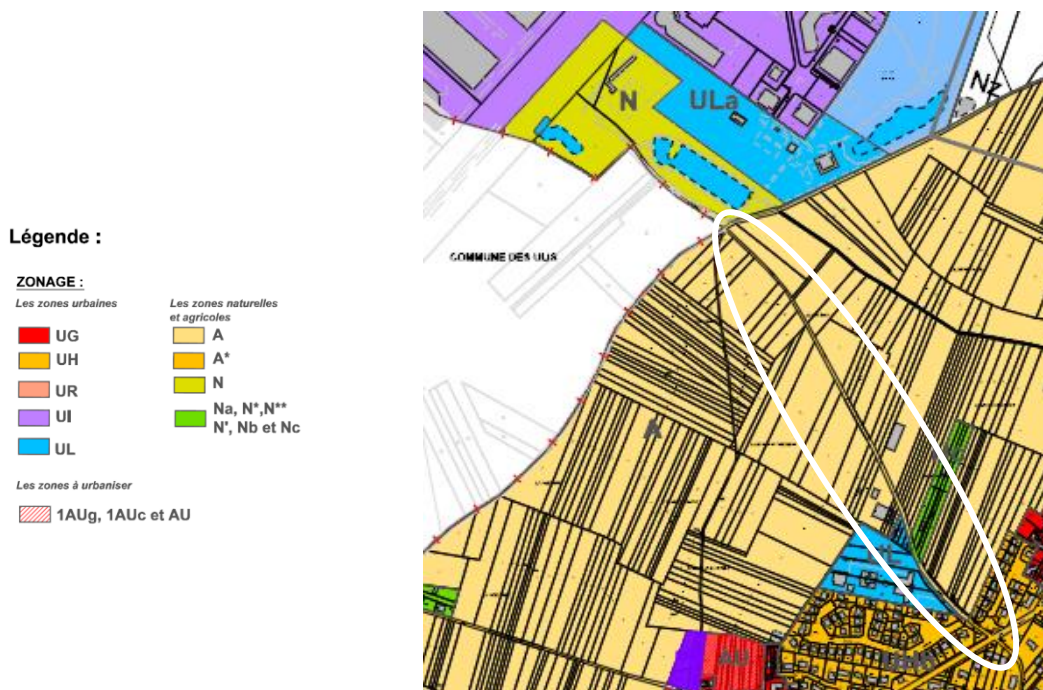 Légende :
ZONAGE :
Les zones urbaines
UG
UH
UR
UI
UL
Les zones à urbaniser
1AUg, 1AUc et AU
Les zones naturelles
et agricoles
A
A*
N
Na, N*,N**
N', Nb et Nc
N
ULa
NZ
COMMUNE DES ULIS
A
AU